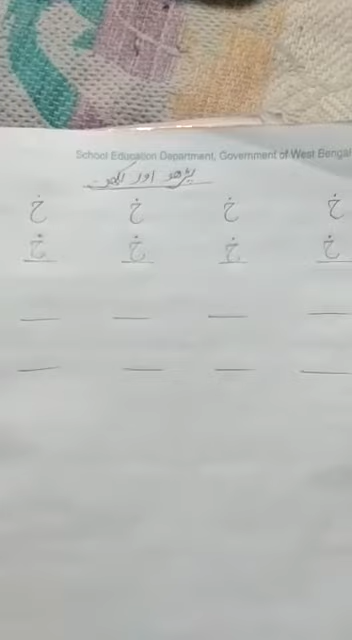 School Education Department, Government of West Bengal
پڑھو اور لکھو
خ خ خ خ
خ خ خ خ